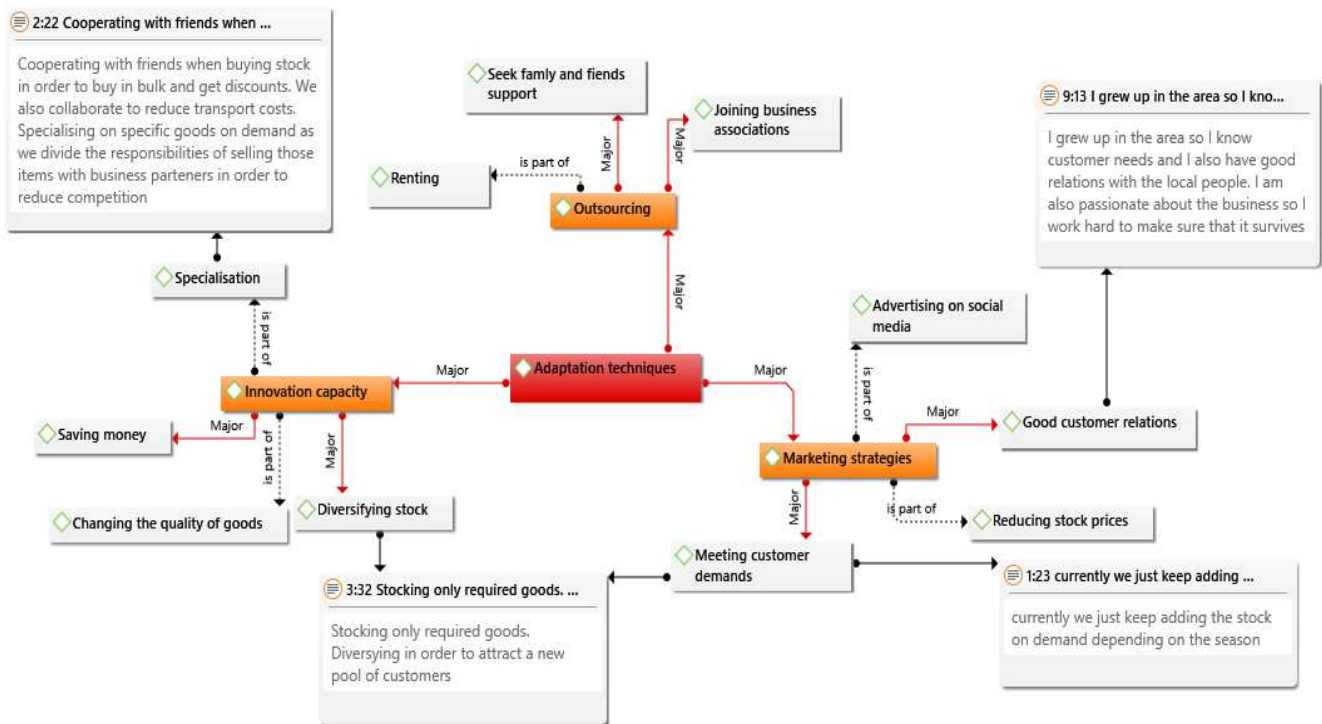 2:22 Cooperating with friends when ...
Cooperating with friends when buying stock
in order to buy in bulk and get discounts. We
also collaborate to reduce transport costs.
Specialising on specific goods on demand as
we divide the responsibilities of selling those
items with business parteners in order to
reduce competition
Seek famly and fiends
support
Joining business
associations
9:13 I grew up in the area so I kno...
I grew up in the area so I know
customer needs and I also have good
relations with the local people. I am
also passionate about the business so I
work hard to make sure that it survives
Major
Major
is part of
Renting
Outsourcing
Specialisation
Major
Advertising on social
media
is part of
Adaptation techniques
Major
Major
is part of
Innovation capacity
Major
Good customer relations
Saving money
Major
is part of
Major
Marketing strategies
Changing the quality of goods
Diversifying stock
Major
is part of
Reducing stock prices
Meeting customer
demands
3:32 Stocking only required goods. ...
Stocking only required goods.
Diversying in order to attract a new
pool of customers
1:23 currently we just keep adding ...
currently we just keep adding the stock
on demand depending on the season